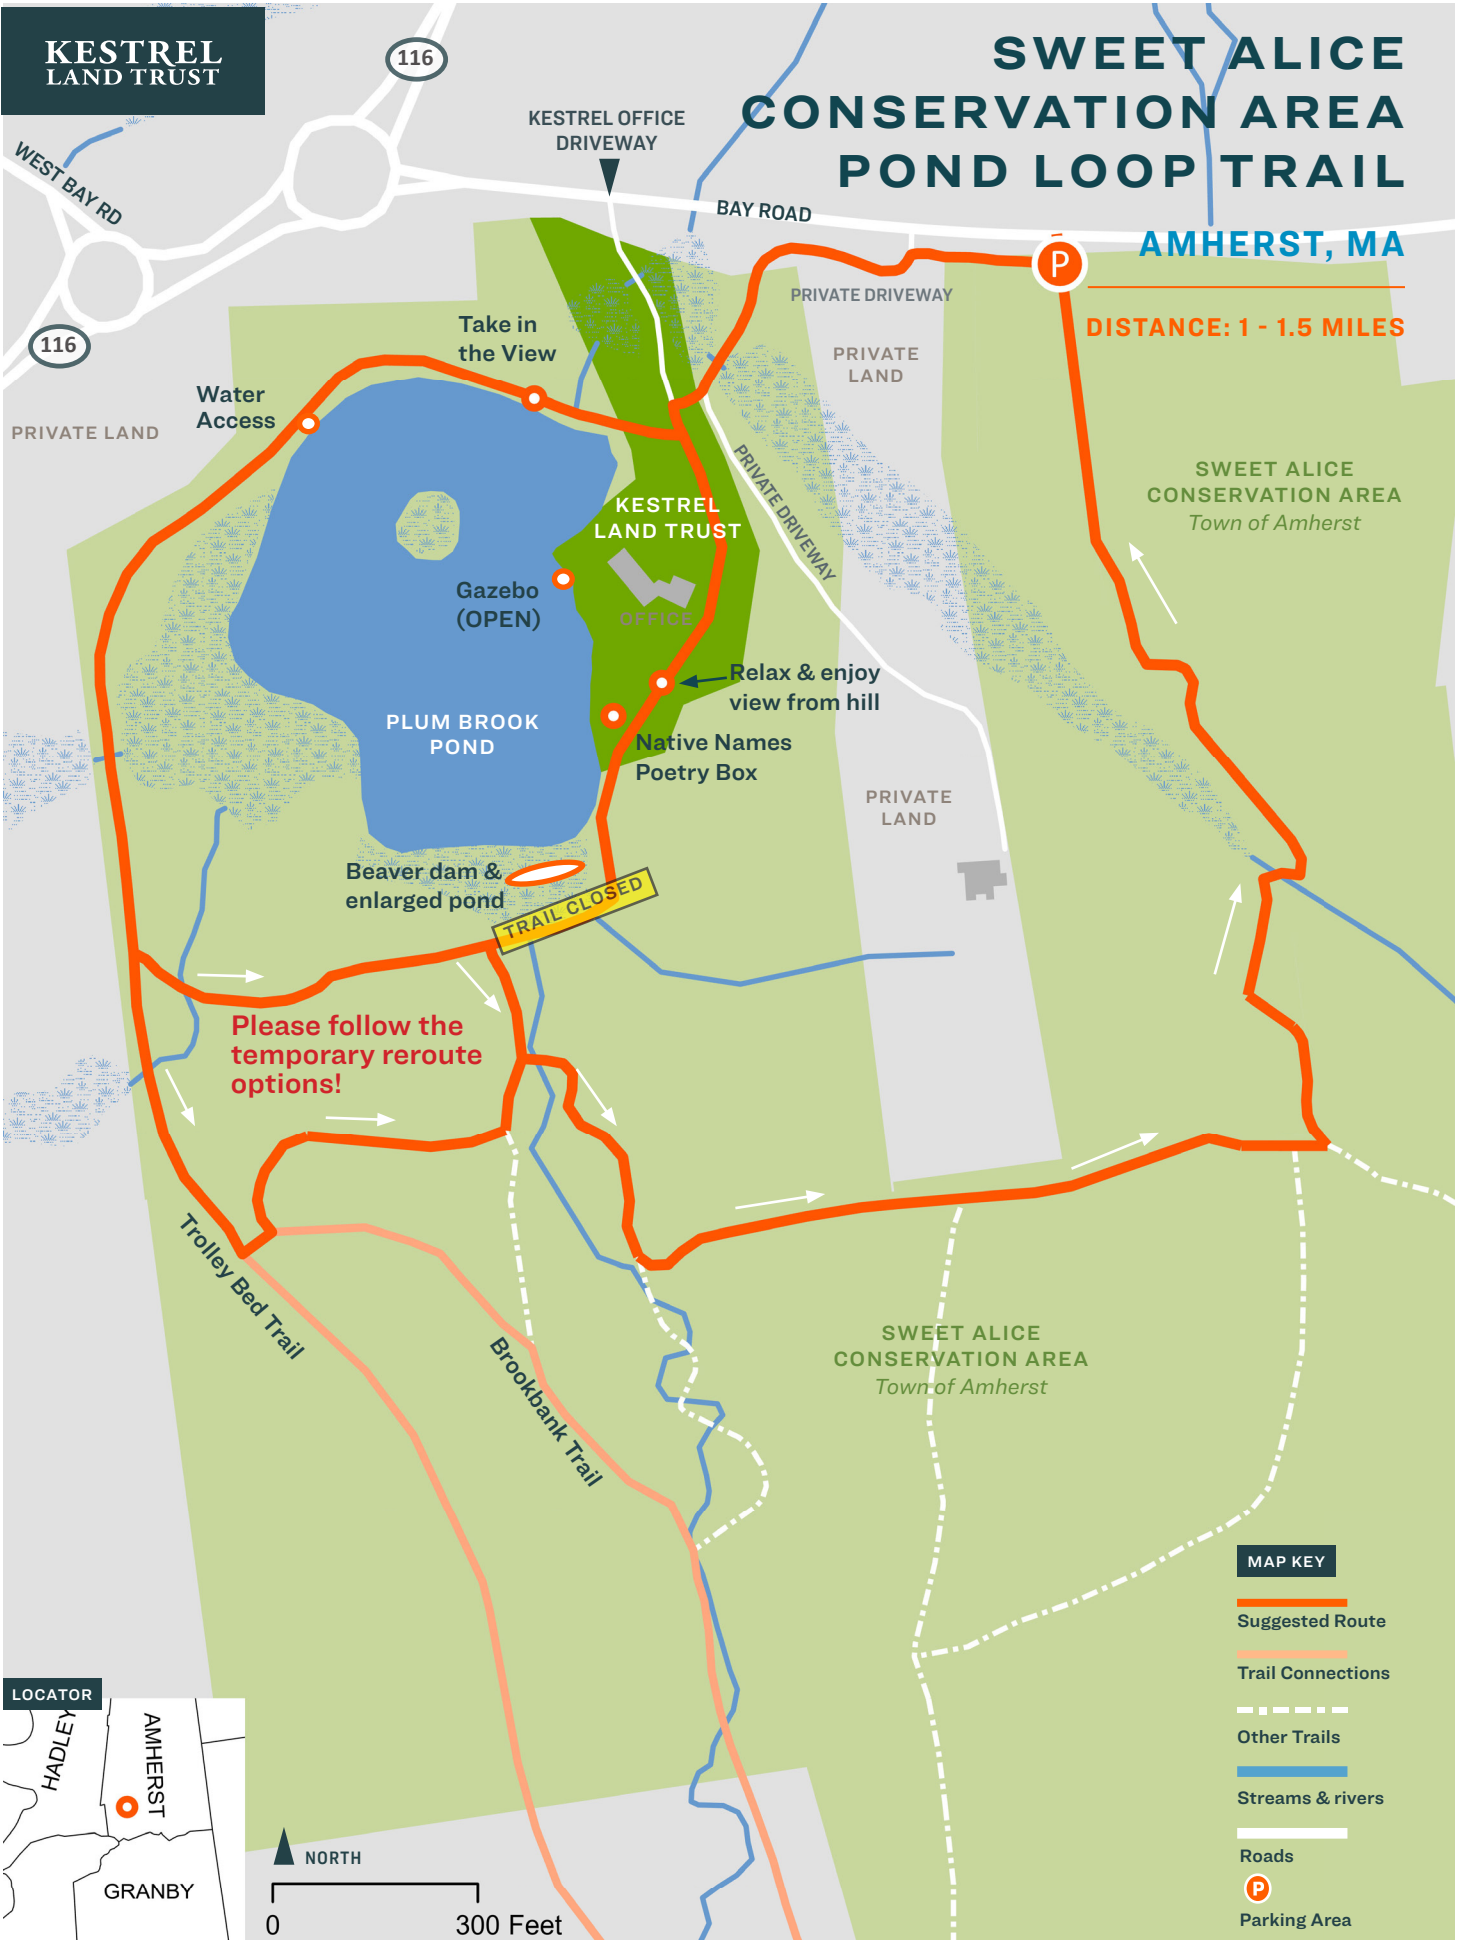 KESTREL
LAND TRUST
116
SWEET ALICE
CONSERVATION AREA
POND LOOP TRAIL
AMHERST, MA
DISTANCE: 1 - 1.5 MILES
KESTREL OFFICE
DRIVEWAY
WEST BAY RD
BAY ROAD
P
116
PRIVATE DRIVEWAY
Take in
the View
PRIVATE
LAND
Water
Access
PRIVATE LAND
SWEET ALICE
CONSERVATION AREA
Town of Amherst
PRIVATE DRIVEWAY
KESTREL
LAND TRUST
Gazebo
(OPEN)
OFFICE
Relax & enjoy
view from hill
PLUM BROOK
POND
Native Names
Poetry Box
PRIVATE
LAND
Beaver dam &
enlarged pond
TRAIL CLOSED
Please follow the
temporary reroute
options!
Trolley Bed Trail
Brookbank Trail
SWEET ALICE
CONSERVATION AREA
Town of Amherst
MAP KEY
Suggested Route
Trail Connections
Other Trails
Streams & rivers
Roads
P
Parking Area
LOCATOR
HADLEY
AMHERST
GRANBY
NORTH
0 300 Feet